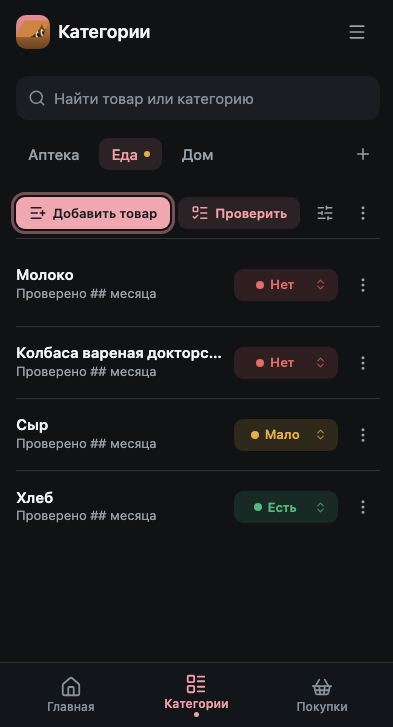 Категории
Найти товар или категорию
Аптека
Еда
Дом
Добавить товар
Проверить
Молоко
Проверено ## месяца
Нет
Колбаса вареная докторс...
Проверено ## месяца
Нет
Сыр
Проверено ## месяца
Мало
Хлеб
Проверено ## месяца
Есть
Главная
Категории
Покупки